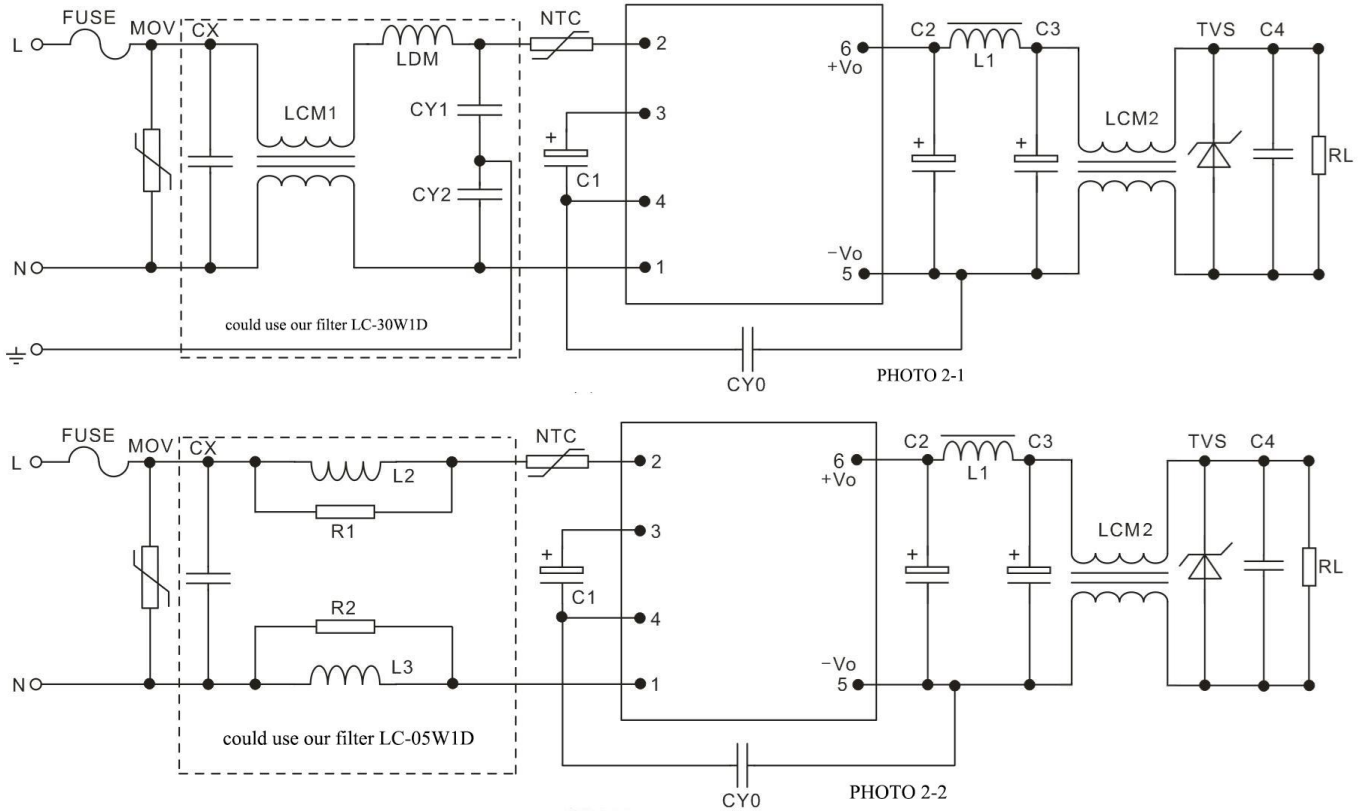 FUSE
MOV
CX
L
LDM
NTC
2
LCM1
CY1
3
+
C1
CY2
4
N
1
could use our filter LC-30W1D
6
+Vo
C2
L1
C3
+
+
LCM2
TVS
C4
RL
−Vo
5
CY0
PHOTO 2-1
FUSE
MOV
CX
L
L2
R1
NTC
2
3
+
C1
R2
4
L3
N
1
could use our filter LC-05W1D
6
+Vo
C2
L1
C3
+
+
LCM2
TVS
C4
RL
−Vo
5
CY0
PHOTO 2-2